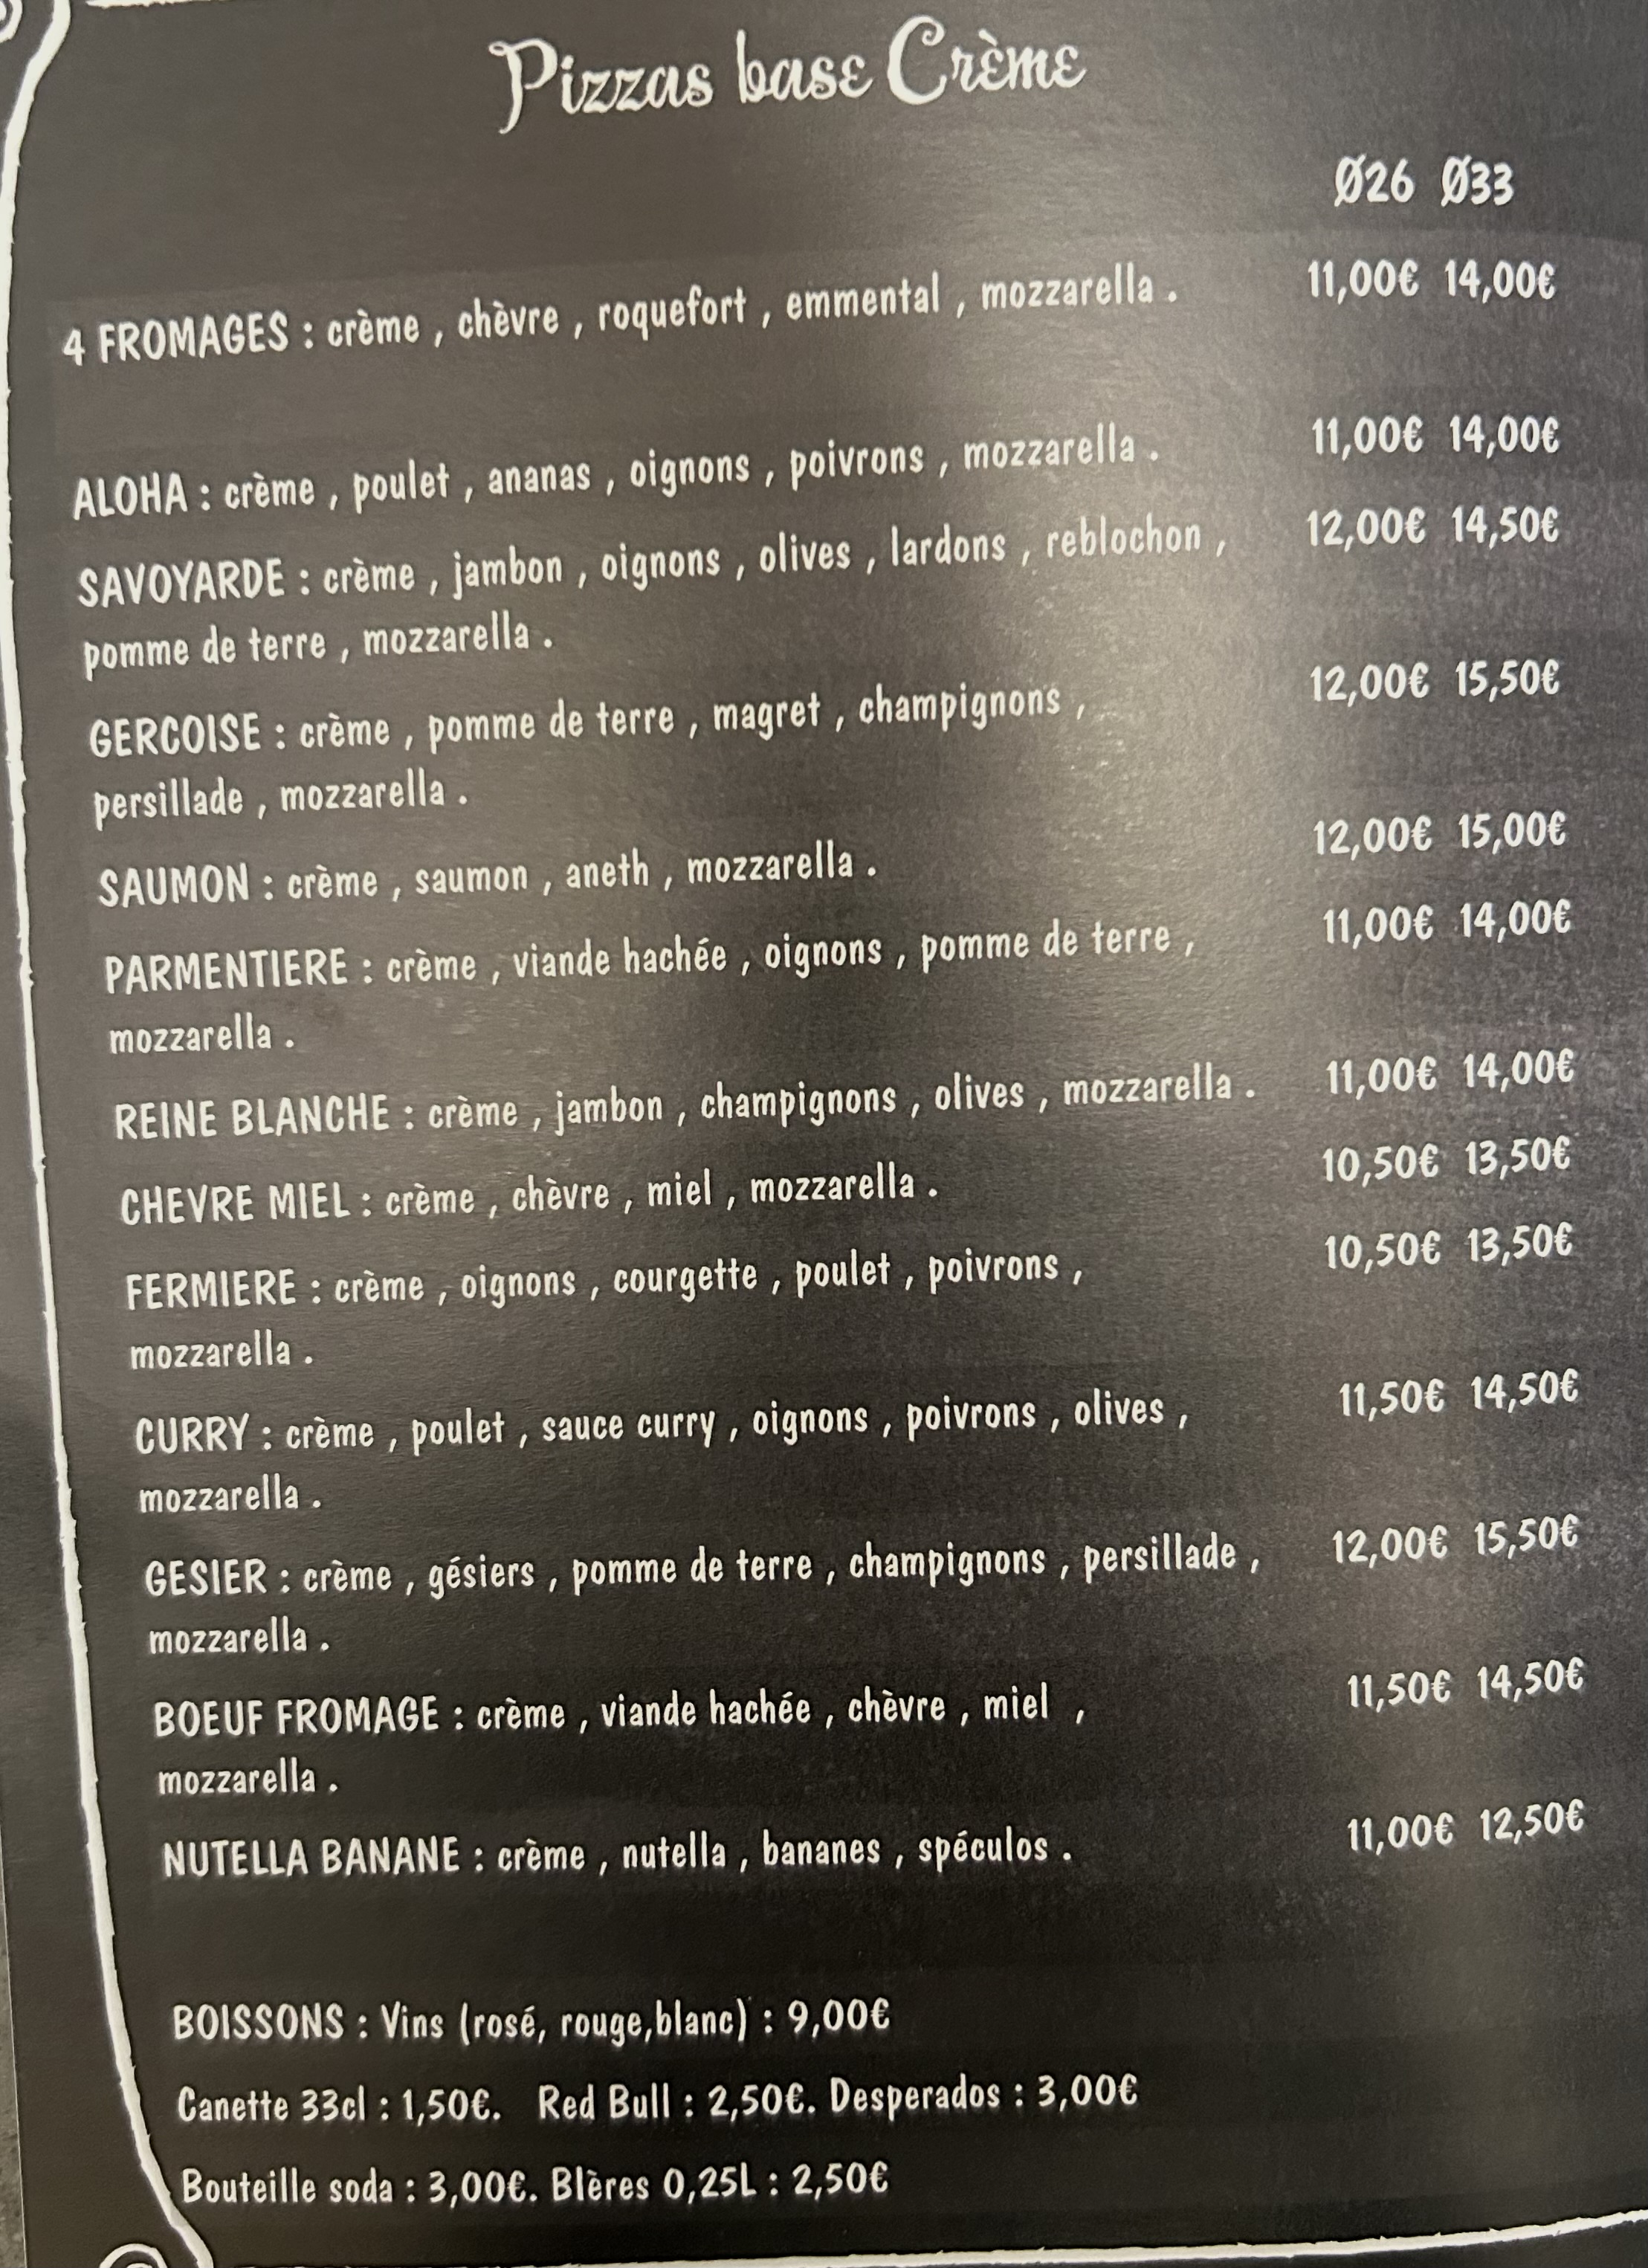 Pizzas base Crème
Ø26 Ø33
4 FROMAGES : crème , chèvre , roquefort , emmental , mozzarella . 11,00€ 14,00€
ALOHA : crème , poulet , ananas , oignons , poivrons , mozzarella . 11,00€ 14,00€
SAVOYARDE : crème , jambon , oignons , olives , lardons , reblochon , 12,00€ 14,50€
pomme de terre , mozzarella .
GERCOISE : crème , pomme de terre , magret , champignons , 12,00€ 15,50€
persillade , mozzarella .
SAUMON : crème , saumon , aneth , mozzarella . 12,00€ 15,00€
PARMENTIERE : crème , viande hachée , oignons , pomme de terre , 11,00€ 14,00€
mozzarella .
REINE BLANCHE : crème , jambon , champignons , olives , mozzarella . 11,00€ 14,00€
CHEVRE MIEL : crème , chèvre , miel , mozzarella . 10,50€ 13,50€
FERMIERE : crème , oignons , courgette , poulet , poivrons , 10,50€ 13,50€
mozzarella .
CURRY : crème , poulet , sauce curry , oignons , poivrons , olives , 11,50€ 14,50€
mozzarella .
GESIER : crème , gésiers , pomme de terre , champignons , persillade , 12,00€ 15,50€
mozzarella .
BOEUF FROMAGE : crème , viande hachée , chèvre , miel , 11,50€ 14,50€
mozzarella .
NUTELLA BANANE : crème , nutella , bananes , spéculos . 11,00€ 12,50€
BOISSONS : Vins (rosé, rouge,blanc) : 9,00€
Canette 33cl : 1,50€. Red Bull : 2,50€. Desperados : 3,00€
Bouteille soda : 3,00€. Blères 0,25L : 2,50€